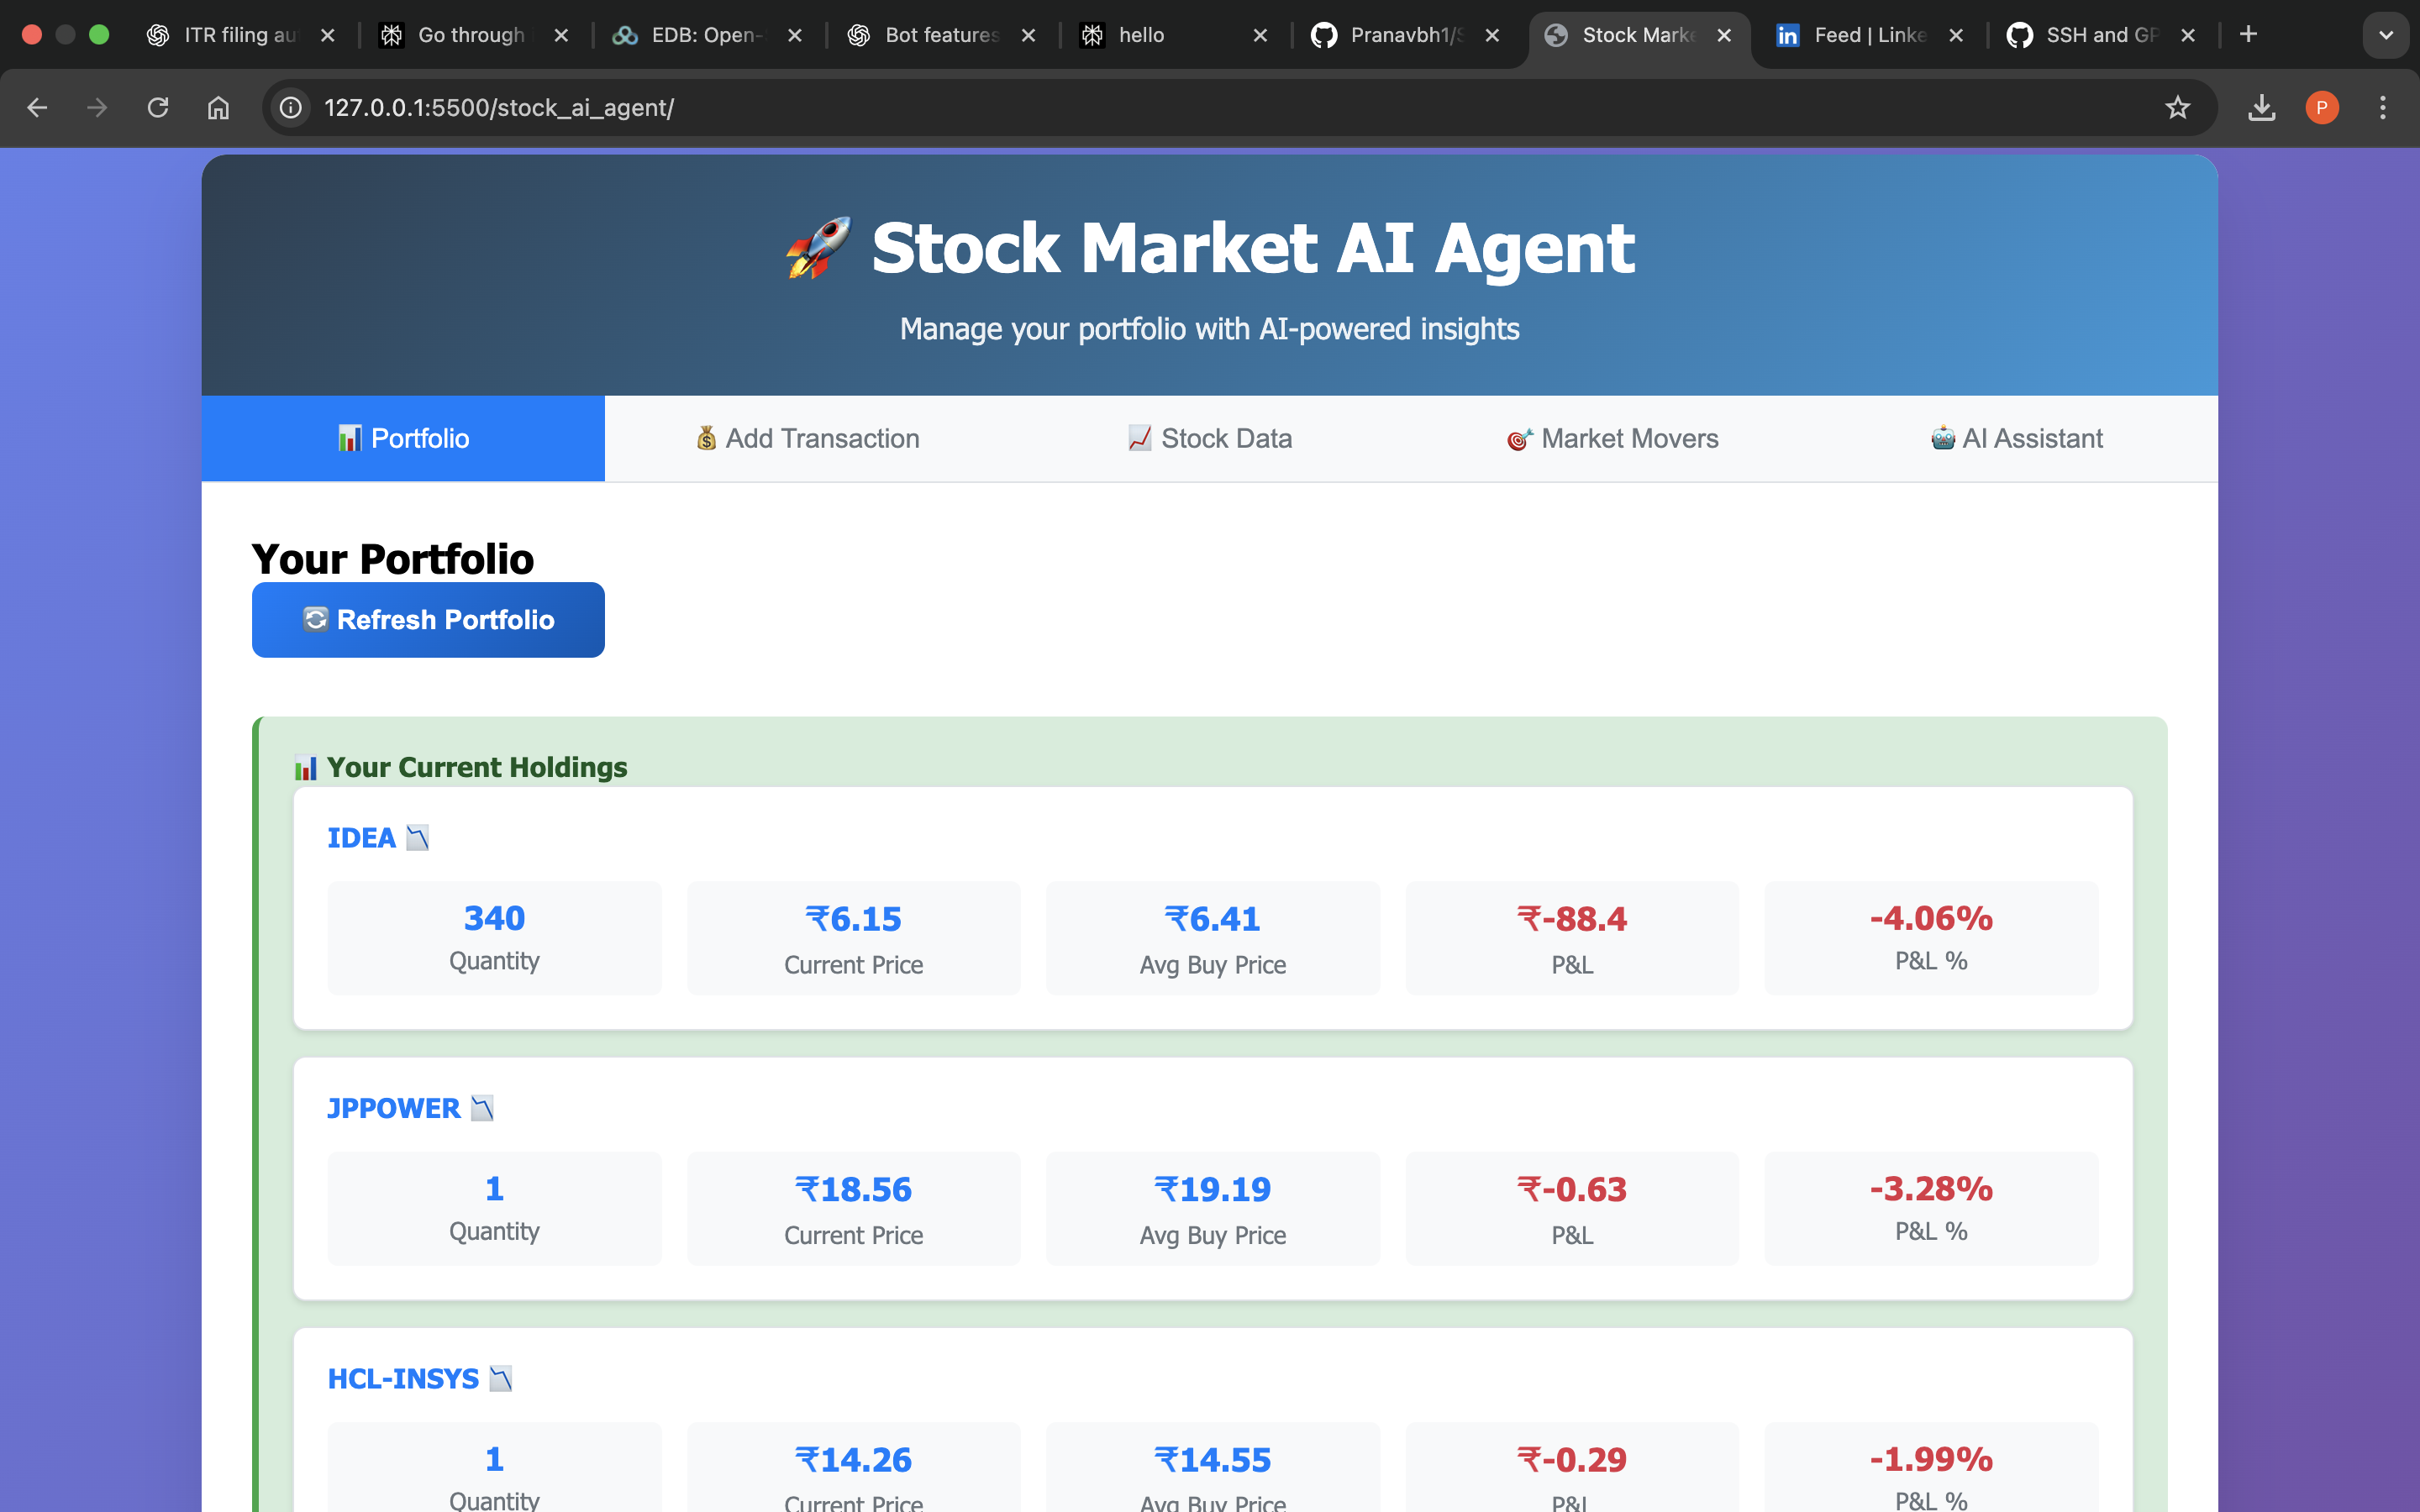 ITR filing au
Go through
EDB: Open-
Bot features
hello
Pranavbh1/S
Stock Marke
Feed | Linke
SSH and GP
127.0.0.1:5500/stock_ai_agent/
P
🚀 Stock Market AI Agent
Manage your portfolio with AI-powered insights
📊 Portfolio
💰 Add Transaction
📈 Stock Data
🎯 Market Movers
🤖 AI Assistant
Your Portfolio
🔄 Refresh Portfolio
📊 Your Current Holdings
IDEA 📉
340
₹6.15
₹6.41
₹-88.4
-4.06%
Quantity
Current Price
Avg Buy Price
P&L
P&L %
JPPOWER 📉
1
₹18.56
₹19.19
₹-0.63
-3.28%
Quantity
Current Price
Avg Buy Price
P&L
P&L %
HCL-INSYS 📉
1
₹14.26
₹14.55
₹-0.29
-1.99%
Quantity
Current Price
Avg Buy Price
P&L
P&L %